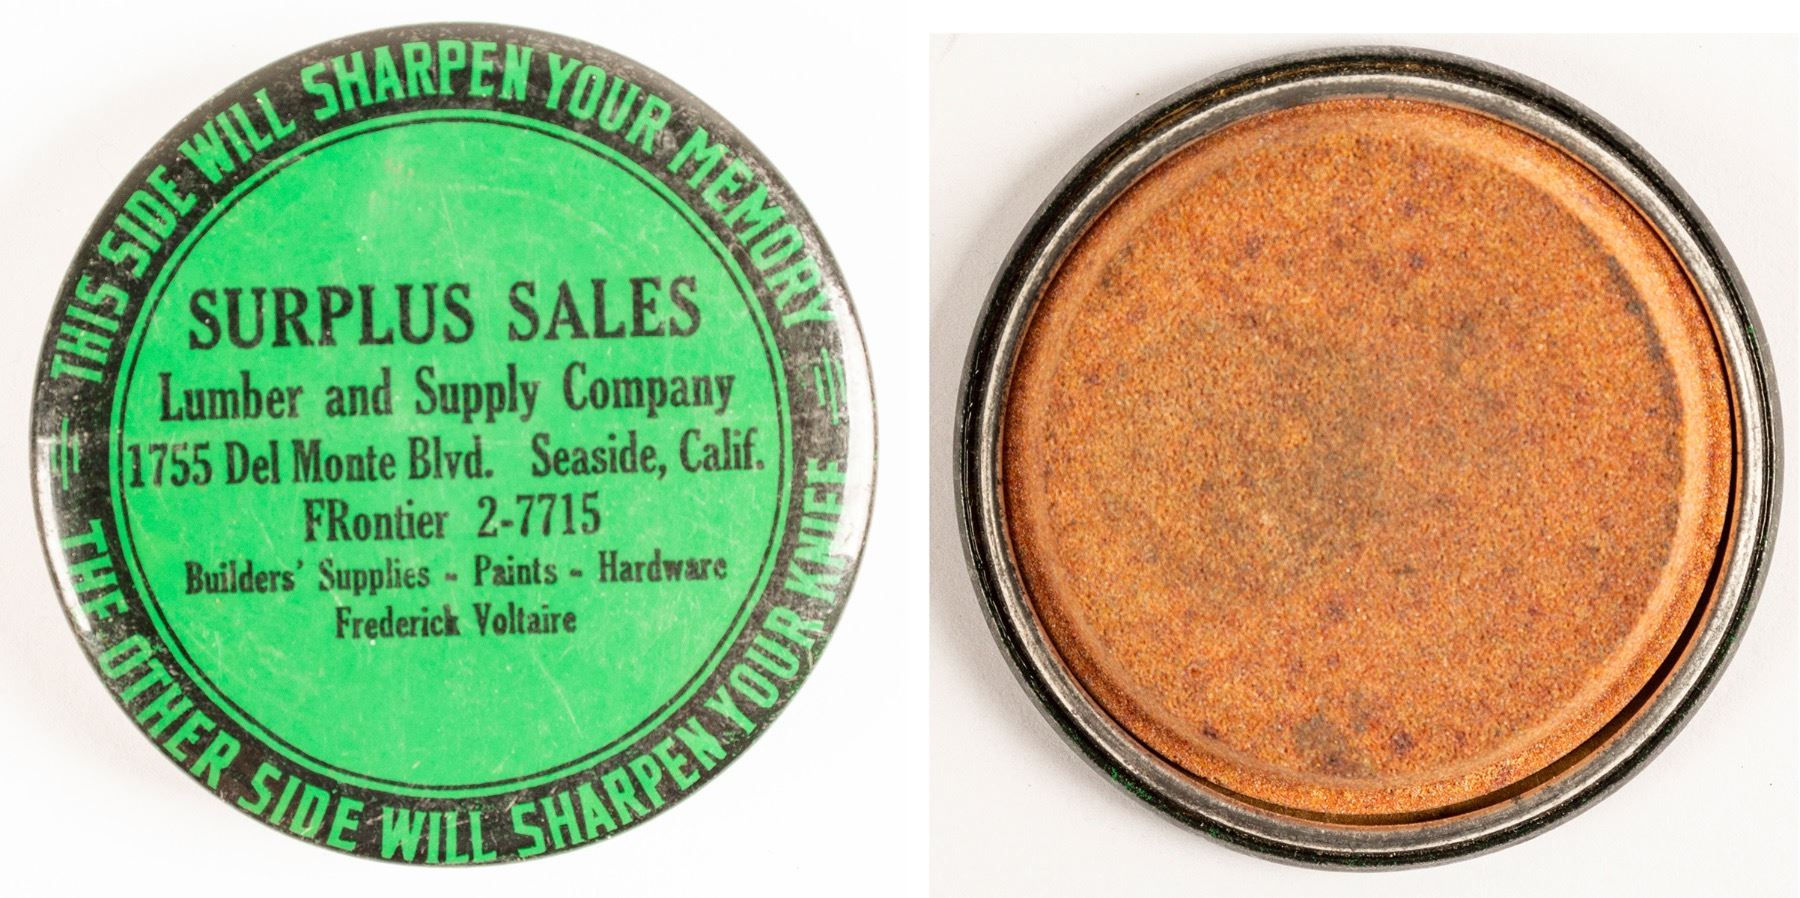 THIS SIDE WILL SHARPEN YOUR MEMORY
SURPLUS SALES
Lumber and Supply Company
1755 Del Monte Blvd. Seaside, Calif.
FRontier 2-7715
Builders' Supplies - Paints - Hardware
Frederick Voltaire
THE OTHER SIDE WILL SHARPEN YOUR KNIFE